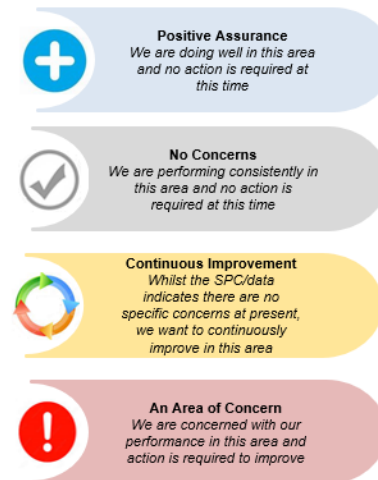 Positive Assurance
We are doing well in this area
and no action is required at
this time
No Concerns
We are performing consistently in
this area and no action is
required at this time
Continuous Improvement
Whilst the SPC/data
indicates there are no
specific concerns at present,
we want to continuously
improve in this area
An Area of Concern
We are concerned with our
performance in this area and
action is required to improve